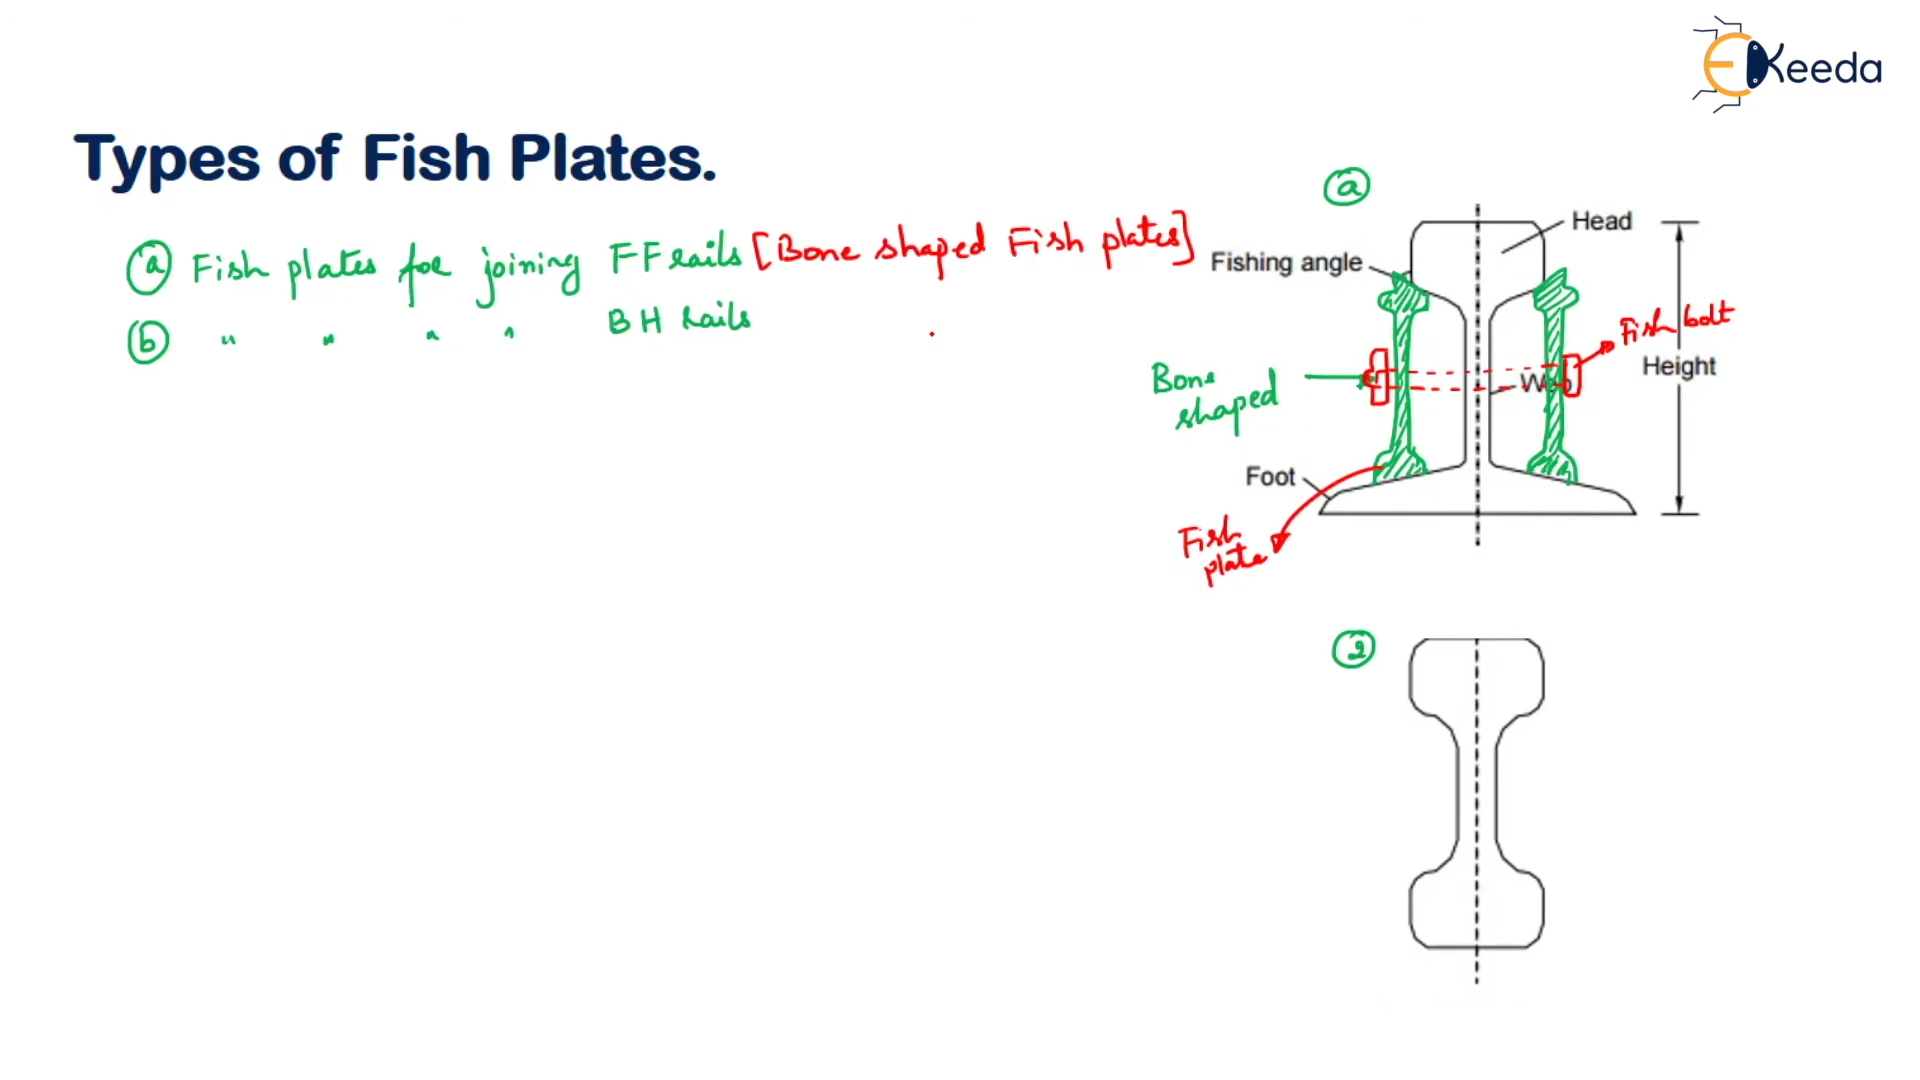 EKeeda
Types of Fish Plates.
(a) Fish plates for joining FF rails [Bone shaped Fish plates]
(b) " " " " BH rails
(a)
Head
Fishing angle
Fish bolt
Height
Web
Bone
shaped
Foot
Fish
plate
(2)